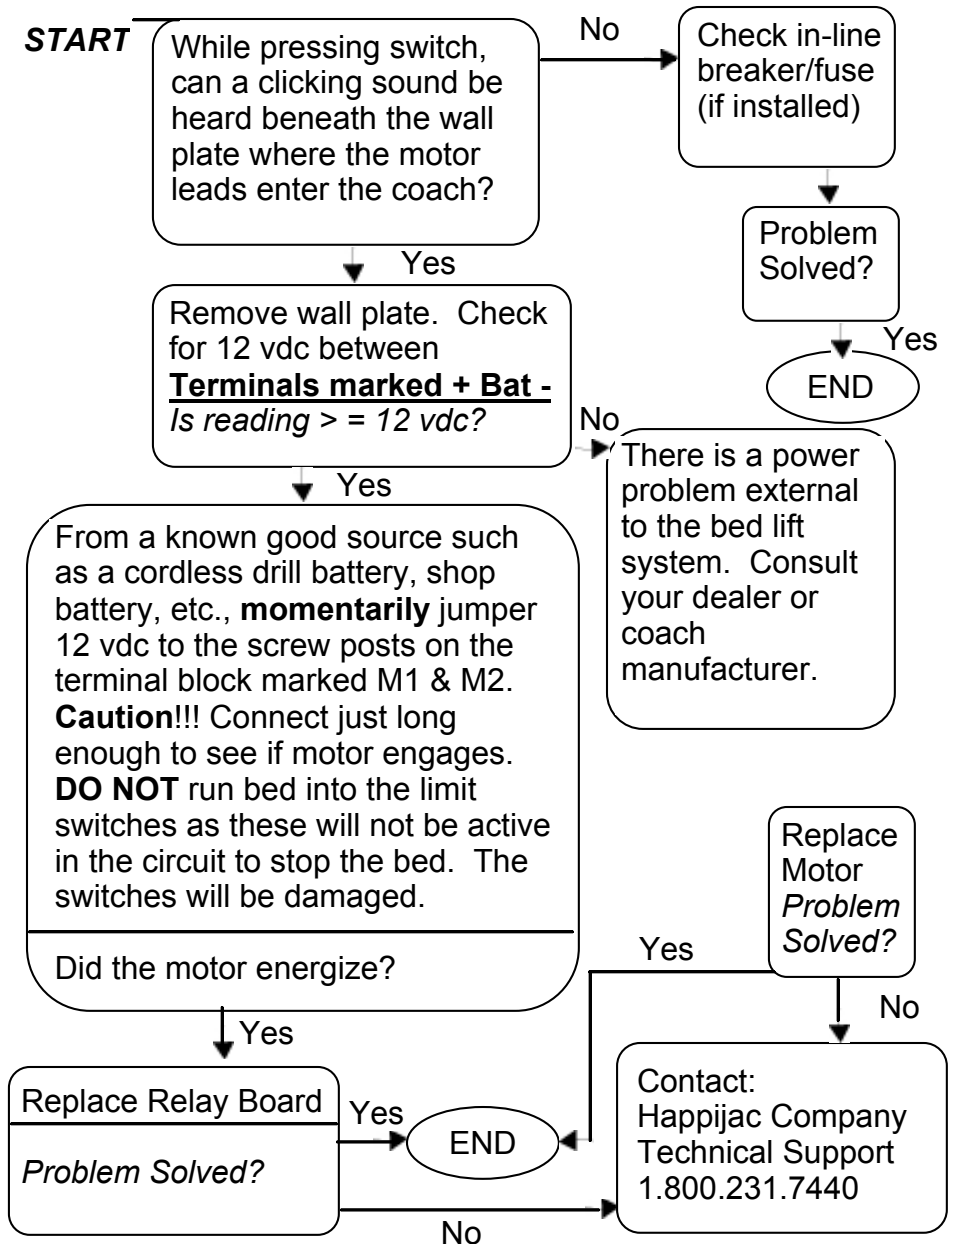 START
While pressing switch,
can a clicking sound be
heard beneath the wall
plate where the motor
leads enter the coach?
No
Check in-line
breaker/fuse
(if installed)
Problem
Solved?
Yes
END
Yes
Remove wall plate.  Check
for 12 vdc between
Terminals marked + Bat -
Is reading > = 12 vdc?
No
There is a power
problem external
to the bed lift
system.  Consult
your dealer or
coach
manufacturer.
Yes
From a known good source such
as a cordless drill battery, shop
battery, etc., momentarily jumper
12 vdc to the screw posts on the
terminal block marked M1 & M2.
Caution!!! Connect just long
enough to see if motor engages.
DO NOT run bed into the limit
switches as these will not be active
in the circuit to stop the bed.  The
switches will be damaged.
Did the motor energize?
Yes
Replace Relay Board
Problem Solved?
Yes
END
No
Replace
Motor
Problem
Solved?
Yes
No
Contact:
Happijac Company
Technical Support
1.800.231.7440